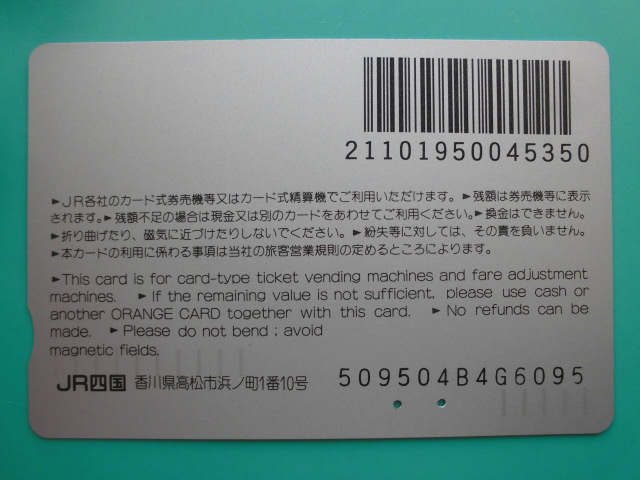 21101950045350
►JR各社のカード式券売機等又はカード式精算機でご利用いただけます。►残額は券売機等に表示
されます。►残額不足の場合は現金又は別のカードをあわせてご利用ください。►換金はできません。
►折り曲げたり、磁気に近づけたりしないでください。►紛失等に対しては、その責を負いません。
►本カードの利用に係わる事項は当社の旅客営業規則の定めるところによります。
►This card is for card-type ticket vending machines and fare adjustment
machines. ►If the remaining value is not sufficient, please use cash or
another ORANGE CARD together with this card. ►No refunds can be
made. ►Please do not bend ; avoid
magnetic fields.
JR四国 香川県高松市浜ノ町1番10号 509504B4G6095